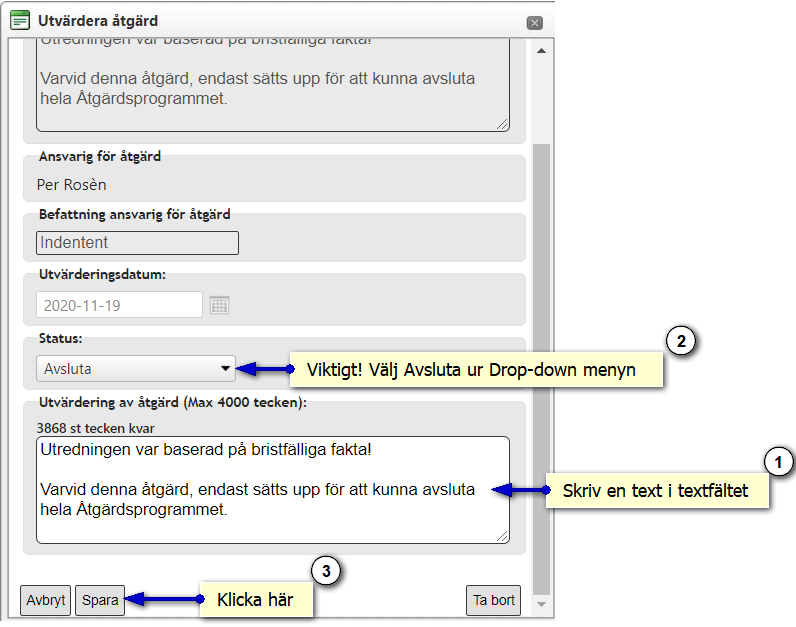 Utvärdera åtgärd
Utredningen var baserad på bristfälliga fakta!
Varvid denna åtgärd, endast sätts upp för att kunna avsluta
hela Åtgärdsprogrammet.
Ansvarig för åtgärd
Per Rosèn
Befattning ansvarig för åtgärd
Indentent
Utvärderingsdatum:
2020-11-19
Status:
Avsluta
2
Viktigt! Välj Avsluta ur Drop-down menyn
Utvärdering av åtgärd (Max 4000 tecken):
3868 st tecken kvar
Utredningen var baserad på bristfälliga fakta!
Varvid denna åtgärd, endast sätts upp för att kunna avsluta
hela Åtgärdsprogrammet.
1
Skriv en text i textfältet
3
Avbryt
Spara
Klicka här
Ta bort